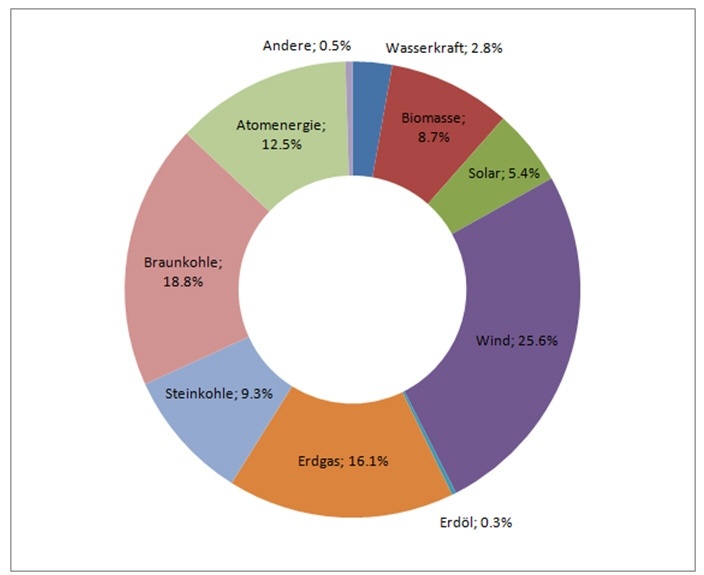 Andere; 0.5%
Wasserkraft; 2.8%
Biomasse;
8.7%
Solar; 5.4%
Wind; 25.6%
Erdöl; 0.3%
Erdgas; 16.1%
Steinkohle; 9.3%
Braunkohle;
18.8%
Atomenergie;
12.5%